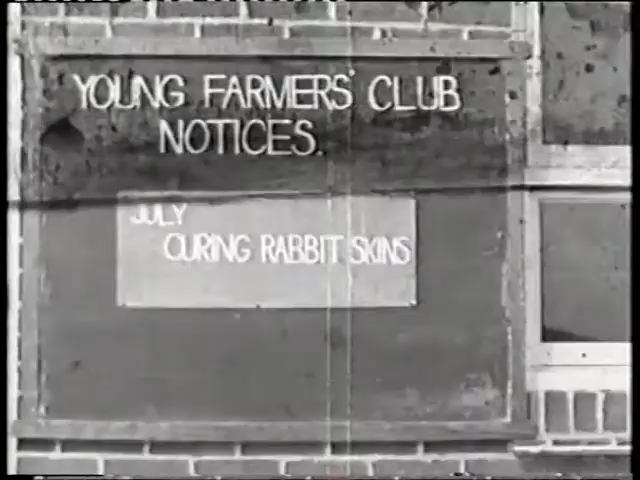 YOUNG FARMERS' CLUB
NOTICES.
JULY
CURING RABBIT SKINS